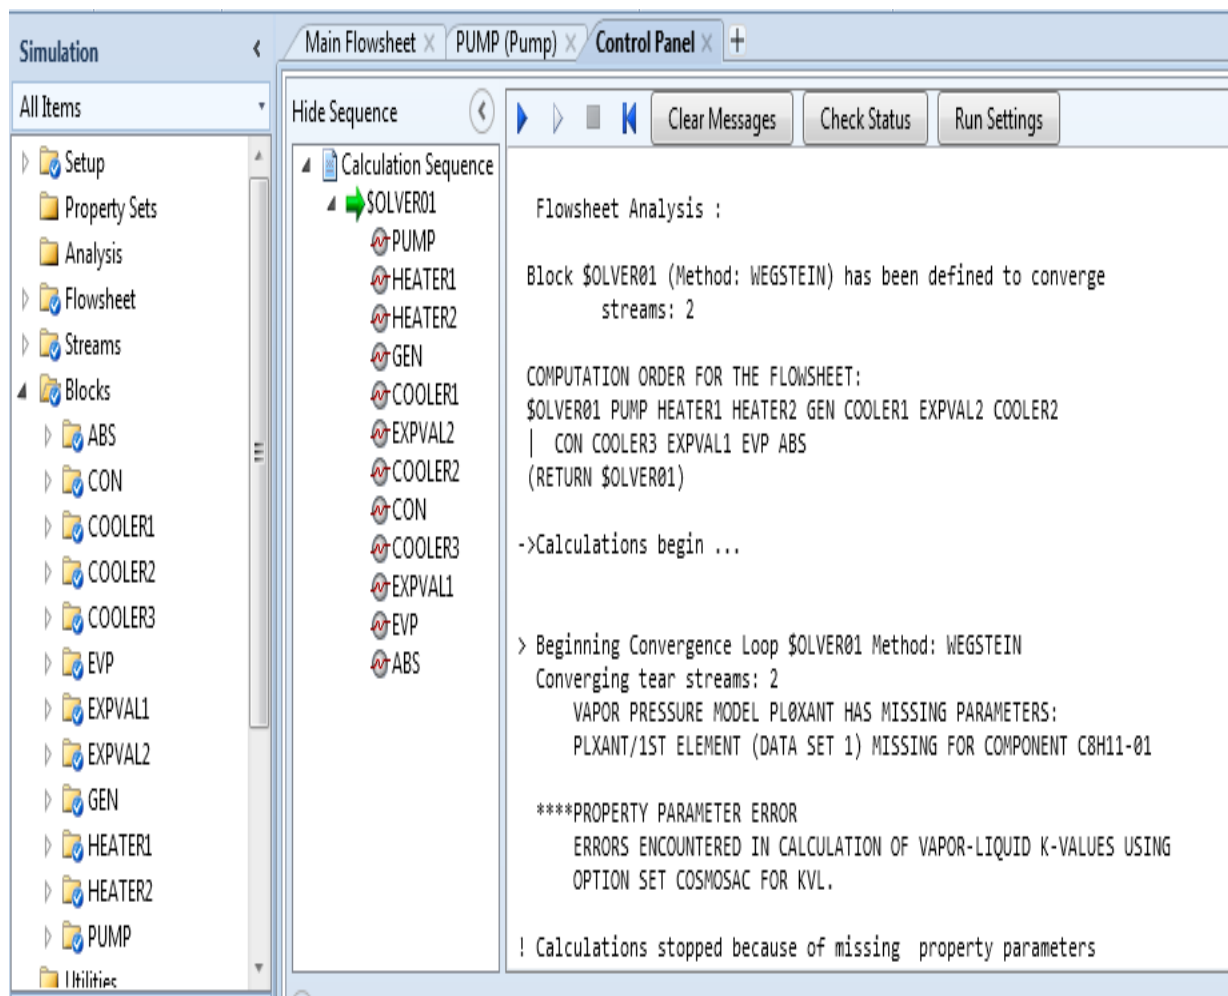 Simulation
All Items
Setup
Property Sets
Analysis
Flowsheet
Streams
Blocks
ABS
CON
COOLER1
COOLER2
COOLER3
EVP
EXPVAL1
EXPVAL2
GEN
HEATER1
HEATER2
PUMP
Utilities
Main Flowsheet
PUMP (Pump)
Control Panel
Hide Sequence
Calculation Sequence
$OLVER01
PUMP
HEATER1
HEATER2
GEN
COOLER1
EXPVAL2
COOLER2
CON
COOLER3
EXPVAL1
EVP
ABS
Clear Messages
Check Status
Run Settings
Flowsheet Analysis :
Block $OLVER01 (Method: WEGSTEIN) has been defined to converge
streams: 2
COMPUTATION ORDER FOR THE FLOWSHEET:
$OLVER01 PUMP HEATER1 HEATER2 GEN COOLER1 EXPVAL2 COOLER2
| CON COOLER3 EXPVAL1 EVP ABS
(RETURN $OLVER01)
->Calculations begin ...
> Beginning Convergence Loop $OLVER01 Method: WEGSTEIN
Converging tear streams: 2
VAPOR PRESSURE MODEL PL0XANT HAS MISSING PARAMETERS:
PLXANT/1ST ELEMENT (DATA SET 1) MISSING FOR COMPONENT C8H11-01
****PROPERTY PARAMETER ERROR
ERRORS ENCOUNTERED IN CALCULATION OF VAPOR-LIQUID K-VALUES USING
OPTION SET COSMOSAC FOR KVL.
! Calculations stopped because of missing property parameters